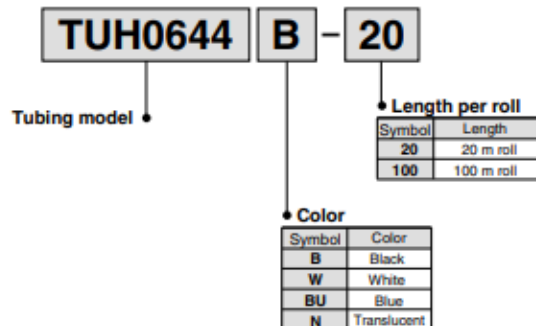 TUH0644 B - 20
Tubing model
Length per roll
Symbol Length
20 20 m roll
100 100 m roll
Color
Symbol Color
B Black
W White
BU Blue
N Translucent